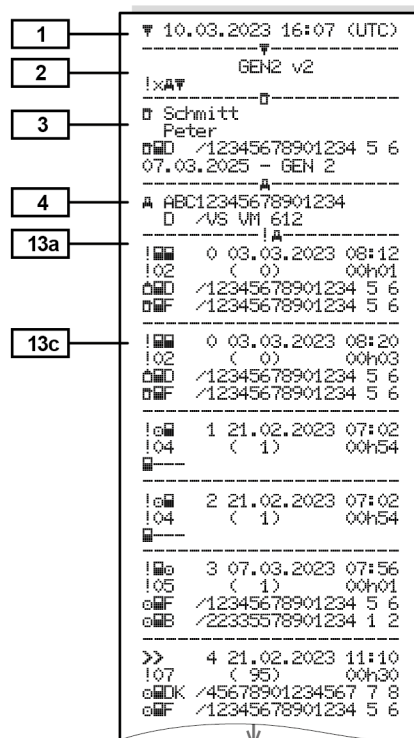 1
▼ 10.03.2023 16:07 (UTC)
2
GEN2 v2
!×
3
Schmitt
Peter
D /12345678901234 5 6
07.03.2025 - GEN 2
4
ABC12345678901234
D /VS VM 612
13a
! 0 03.03.2023 08:12
!02 ( 0) 00h01
D /12345678901234 5 6
F /12345678901234 5 6
13c
! 0 03.03.2023 08:20
!02 ( 0) 00h03
D /12345678901234 5 6
F /12345678901234 5 6
! 1 21.02.2023 07:02
!04 ( 1) 00h54
---
! 2 21.02.2023 07:02
!04 ( 1) 00h54
---
! 3 07.03.2023 07:56
!05 ( 1) 00h01
F /12345678901234 5 6
B /22335578901234 1 2
>> 4 21.02.2023 11:10
!07 ( 95) 00h30
DK /45678901234567 7 8
F /12345678901234 5 6